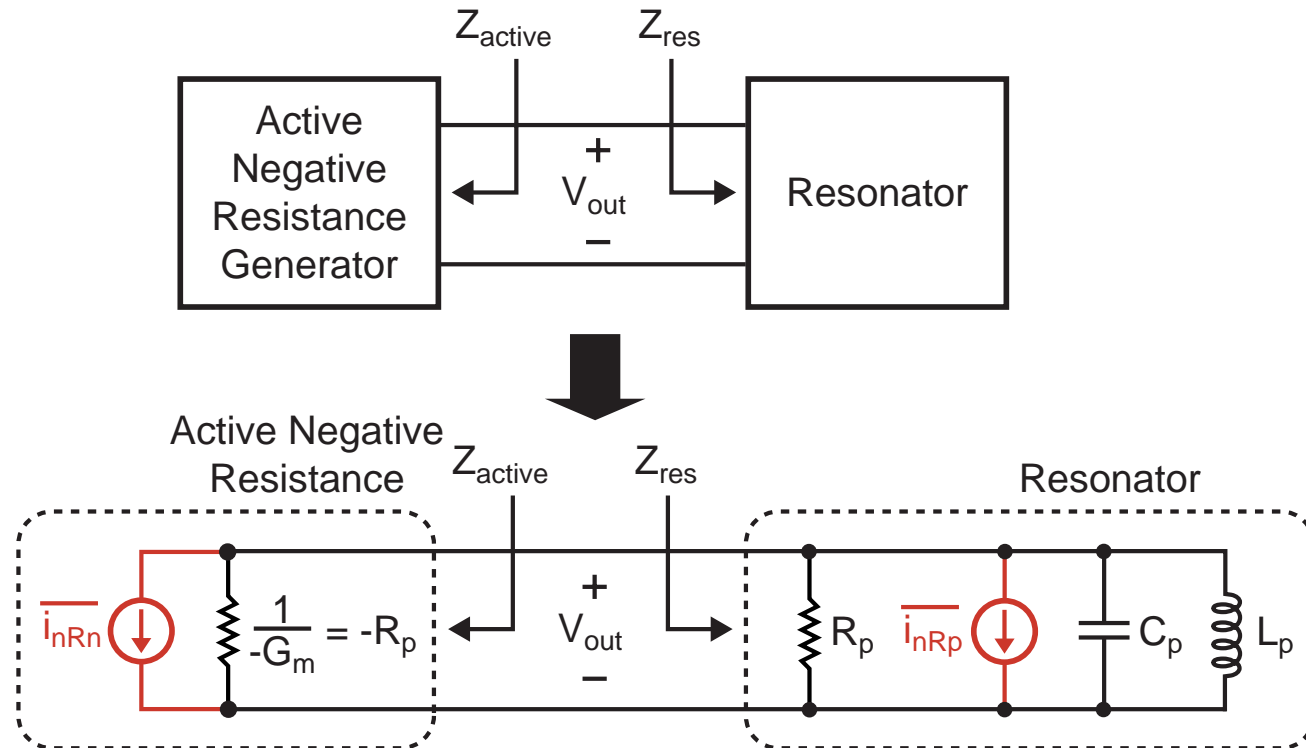 Z_active
Z_res
Active
Negative
Resistance
Generator
+
V_out
−
Resonator
Active Negative
Resistance
Z_active
Z_res
Resonator
i_nRn
1
-G_m
= -R_p
+
V_out
−
R_p
i_nRp
C_p
L_p